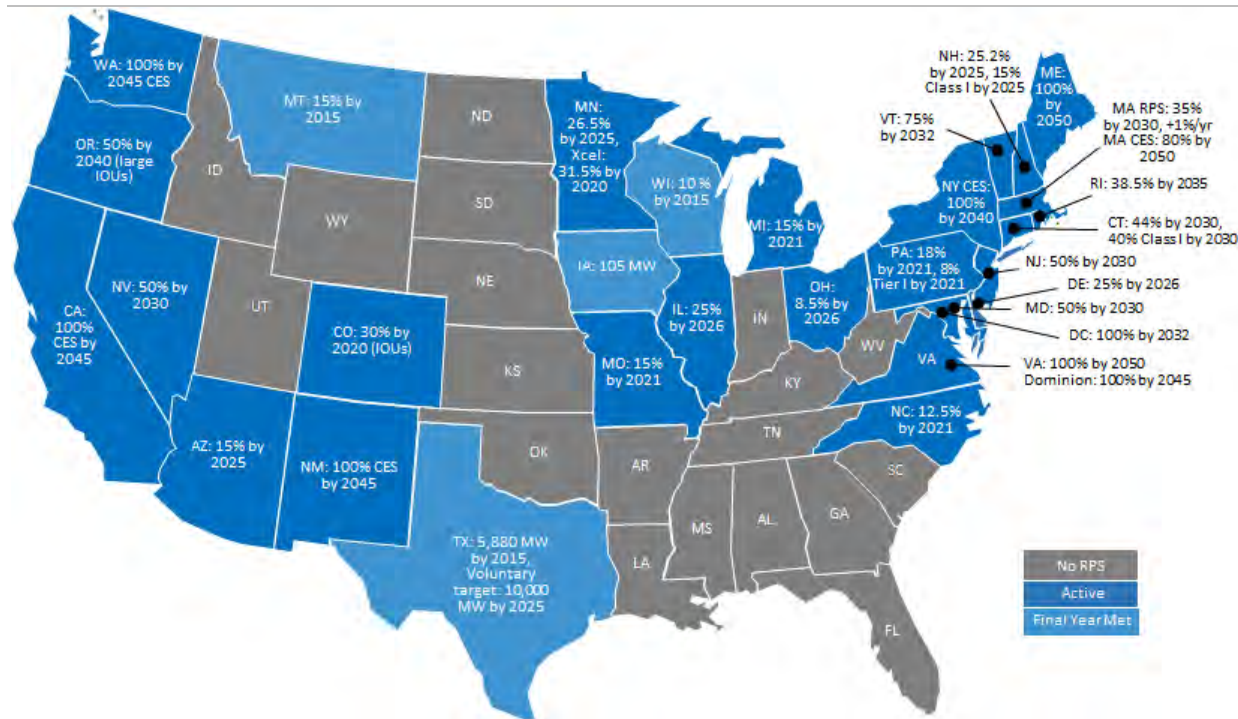 WA: 100% by
2045 CES
MT: 15% by
2015
ND
MN:
26.5%
by 2025,
Xcel:
31.5% by
2020
OR: 50% by
2040 (large
IOUs)
ID
WY
SD
WI: 10%
by 2015
MI: 15% by
2021
NH: 25.2%
by 2025, 15%
Class I by 2025
ME:
100%
by
2050
VT: 75%
by 2032
MA RPS: 35%
by 2030, +1%/yr
MA CES: 80% by
2050
NY CES:
100%
by 2040
RI: 38.5% by 2035
CT: 44% by 2030,
40% Class I by 2030
PA: 18%
by 2021, 8%
Tier I by 2021
NJ: 50% by 2030
DE: 25% by 2026
MD: 50% by 2030
DC: 100% by 2032
VA
VA: 100% by 2050
Dominion: 100% by 2045
NV: 50% by
2030
CA:
100%
CES by
2045
UT
CO: 30% by
2020 (IOUs)
NE
IA: 105 MW
IL: 25%
by 2026
IN
OH:
8.5% by
2026
WV
KS
MO: 15%
by 2021
KY
NC: 12.5%
by 2021
TN
AZ: 15% by
2025
NM: 100% CES
by 2045
OK
AR
SC
MS
AL
GA
LA
TX: 5,880 MW
by 2015,
Voluntary
target: 10,000
MW by 2025
FL
No RPS
Active
Final Year Met